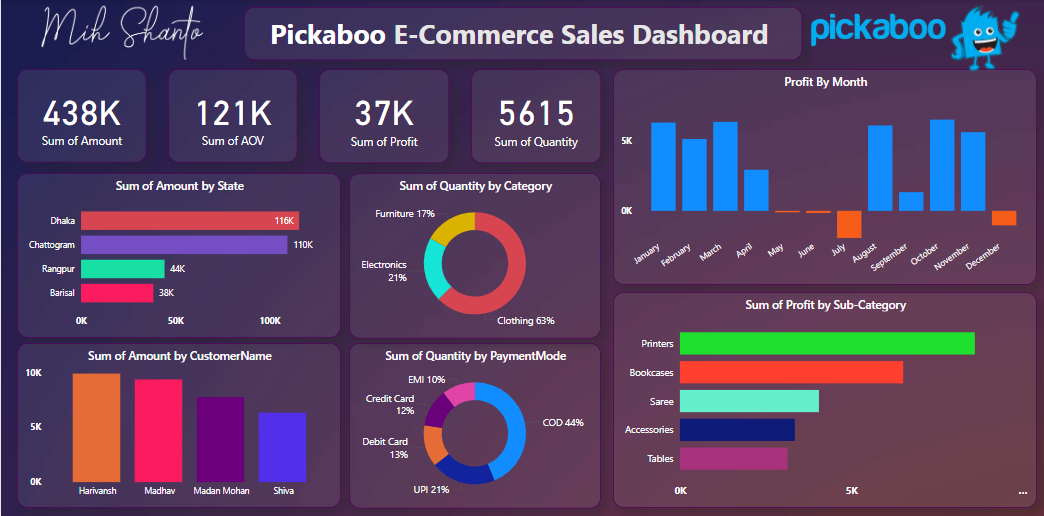 Mih Shanto
Pickaboo E-Commerce Sales Dashboard
pickaboo
438K
Sum of Amount
121K
Sum of AOV
37K
Sum of Profit
5615
Sum of Quantity
Profit By Month
5K
0K
January
February
March
April
May
June
July
August
September
October
November
December
Sum of Amount by State
Dhaka
116K
Chattogram
110K
Rangpur
44K
Barisal
38K
0K 50K 100K
Sum of Quantity by Category
Furniture 17%
Electronics
21%
Clothing 63%
Sum of Profit by Sub-Category
Printers
Bookcases
Saree
Accessories
Tables
0K 5K ...
Sum of Amount by CustomerName
10K
5K
0K
Harivansh Madhav Madan Mohan Shiva
Sum of Quantity by PaymentMode
EMI 10%
Credit Card
12%
COD 44%
Debit Card
13%
UPI 21%